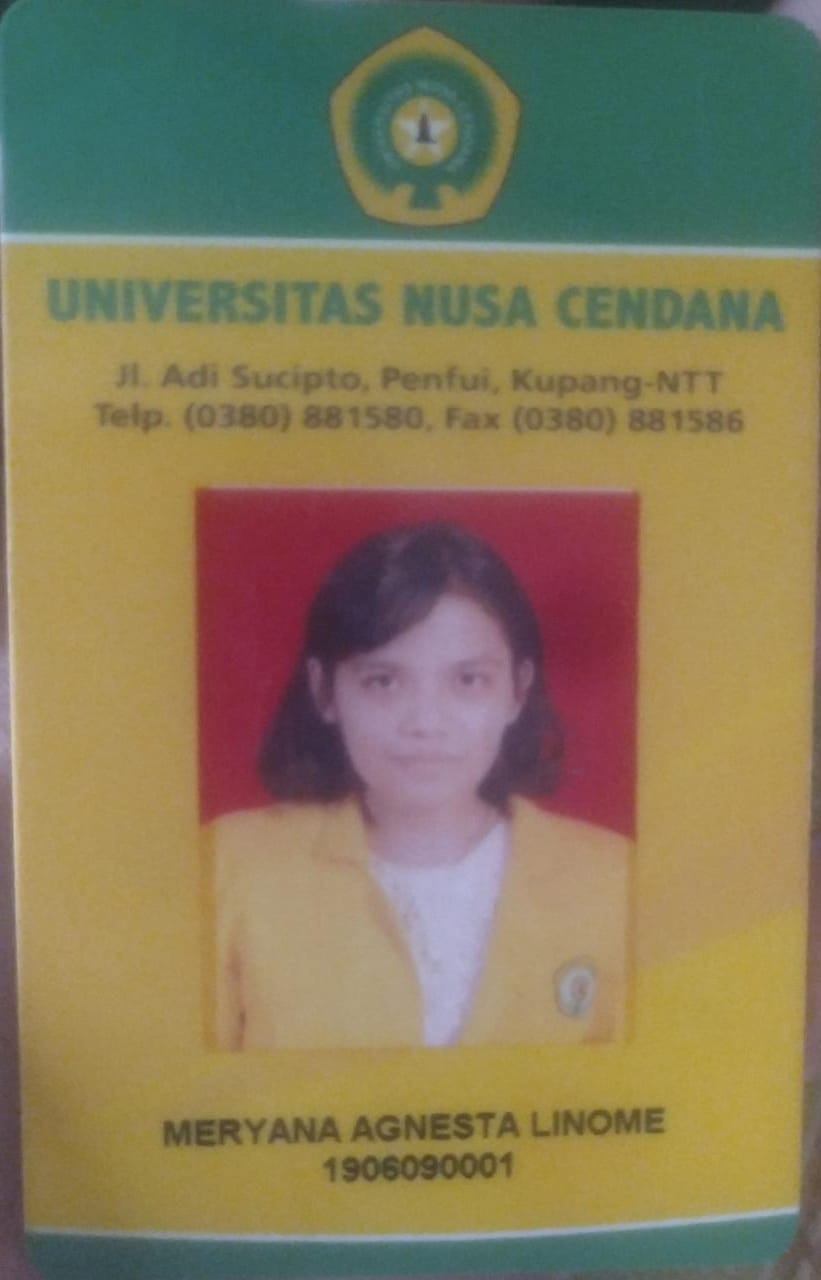 UNIVERSITAS NUSA CENDANA
Jl. Adi Sucipto, Penfui, Kupang-NTT
Telp. (0380) 881580, Fax (0380) 881586
MERYANA AGNESTA LINOME
1906090001